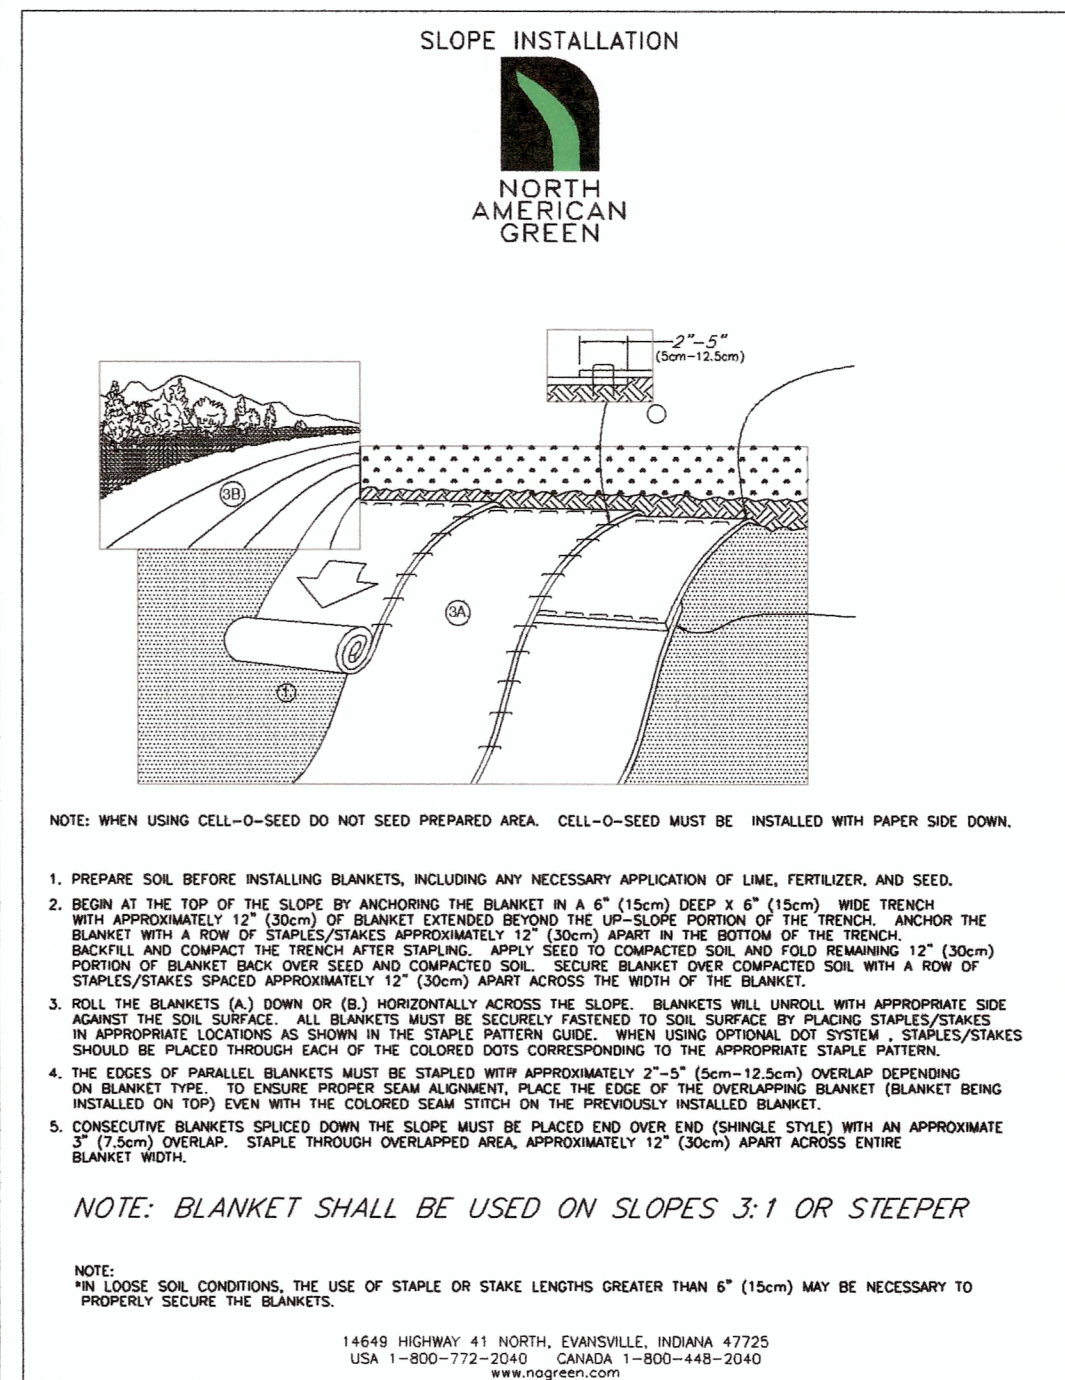 SLOPE INSTALLATION
NORTH
AMERICAN
GREEN
2"-5"
(5cm-12.5cm)
3B.
3A.
1.
NOTE: WHEN USING CELL-O-SEED DO NOT SEED PREPARED AREA. CELL-O-SEED MUST BE INSTALLED WITH PAPER SIDE DOWN.
1. PREPARE SOIL BEFORE INSTALLING BLANKETS, INCLUDING ANY NECESSARY APPLICATION OF LIME, FERTILIZER, AND SEED.
2. BEGIN AT THE TOP OF THE SLOPE BY ANCHORING THE BLANKET IN A 6" (15cm) DEEP X 6" (15cm) WIDE TRENCH
WITH APPROXIMATELY 12" (30cm) OF BLANKET EXTENDED BEYOND THE UP-SLOPE PORTION OF THE TRENCH. ANCHOR THE
BLANKET WITH A ROW OF STAPLES/STAKES APPROXIMATELY 12" (30cm) APART IN THE BOTTOM OF THE TRENCH.
BACKFILL AND COMPACT THE TRENCH AFTER STAPLING. APPLY SEED TO COMPACTED SOIL AND FOLD REMAINING 12" (30cm)
PORTION OF BLANKET BACK OVER SEED AND COMPACTED SOIL. SECURE BLANKET OVER COMPACTED SOIL WITH A ROW OF
STAPLES/STAKES SPACED APPROXIMATELY 12" (30cm) APART ACROSS THE WIDTH OF THE BLANKET.
3. ROLL THE BLANKETS (A.) DOWN OR (B.) HORIZONTALLY ACROSS THE SLOPE. BLANKETS WILL UNROLL WITH APPROPRIATE SIDE
AGAINST THE SOIL SURFACE. ALL BLANKETS MUST BE SECURELY FASTENED TO SOIL SURFACE BY PLACING STAPLES/STAKES
IN APPROPRIATE LOCATIONS AS SHOWN IN THE STAPLE PATTERN GUIDE. WHEN USING OPTIONAL DOT SYSTEM , STAPLES/STAKES
SHOULD BE PLACED THROUGH EACH OF THE COLORED DOTS CORRESPONDING TO THE APPROPRIATE STAPLE PATTERN.
4. THE EDGES OF PARALLEL BLANKETS MUST BE STAPLED WITH APPROXIMATELY 2"-5" (5cm-12.5cm) OVERLAP DEPENDING
ON BLANKET TYPE. TO ENSURE PROPER SEAM ALIGNMENT, PLACE THE EDGE OF THE OVERLAPPING BLANKET (BLANKET BEING
INSTALLED ON TOP) EVEN WITH THE COLORED SEAM STITCH ON THE PREVIOUSLY INSTALLED BLANKET.
5. CONSECUTIVE BLANKETS SPLICED DOWN THE SLOPE MUST BE PLACED END OVER END (SHINGLE STYLE) WITH AN APPROXIMATE
3" (7.5cm) OVERLAP. STAPLE THROUGH OVERLAPPED AREA, APPROXIMATELY 12" (30cm) APART ACROSS ENTIRE
BLANKET WIDTH.
NOTE: BLANKET SHALL BE USED ON SLOPES 3:1 OR STEEPER
NOTE:
*IN LOOSE SOIL CONDITIONS, THE USE OF STAPLE OR STAKE LENGTHS GREATER THAN 6" (15cm) MAY BE NECESSARY TO
PROPERLY SECURE THE BLANKETS.
14649 HIGHWAY 41 NORTH, EVANSVILLE, INDIANA 47725
USA 1-800-772-2040 CANADA 1-800-448-2040
www.nagreen.com